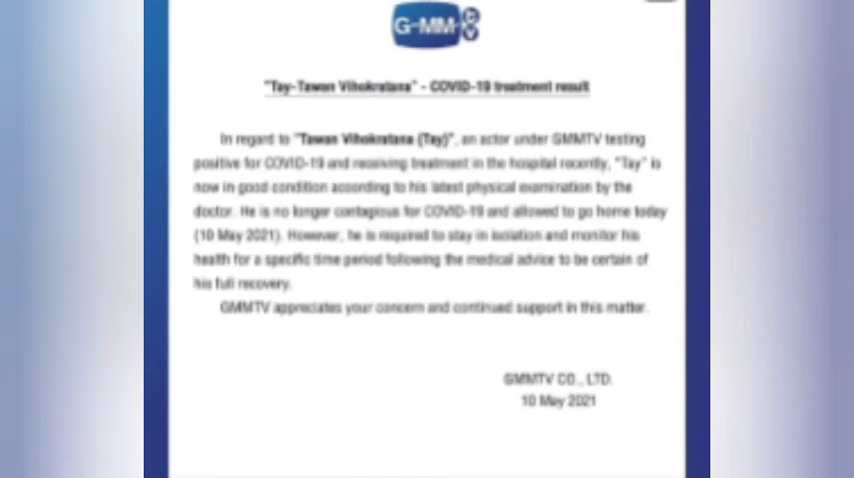 G-MM TV
"Tay-Tawan Vihokratana" - COVID-19 treatment result
In regard to "Tawan Vihokratana (Tay)", an actor under GMMTV testing
positive for COVID-19 and receiving treatment in the hospital recently, "Tay" is
now in good condition according to his latest physical examination by the
doctor. He is no longer contagious for COVID-19 and allowed to go home today
(10 May 2021). However, he is required to stay in isolation and monitor his
health for a specific time period following the medical advice to be certain of
his full recovery.
GMMTV appreciates your concern and continued support in this matter.
GMMTV CO., LTD.
10 May 2021